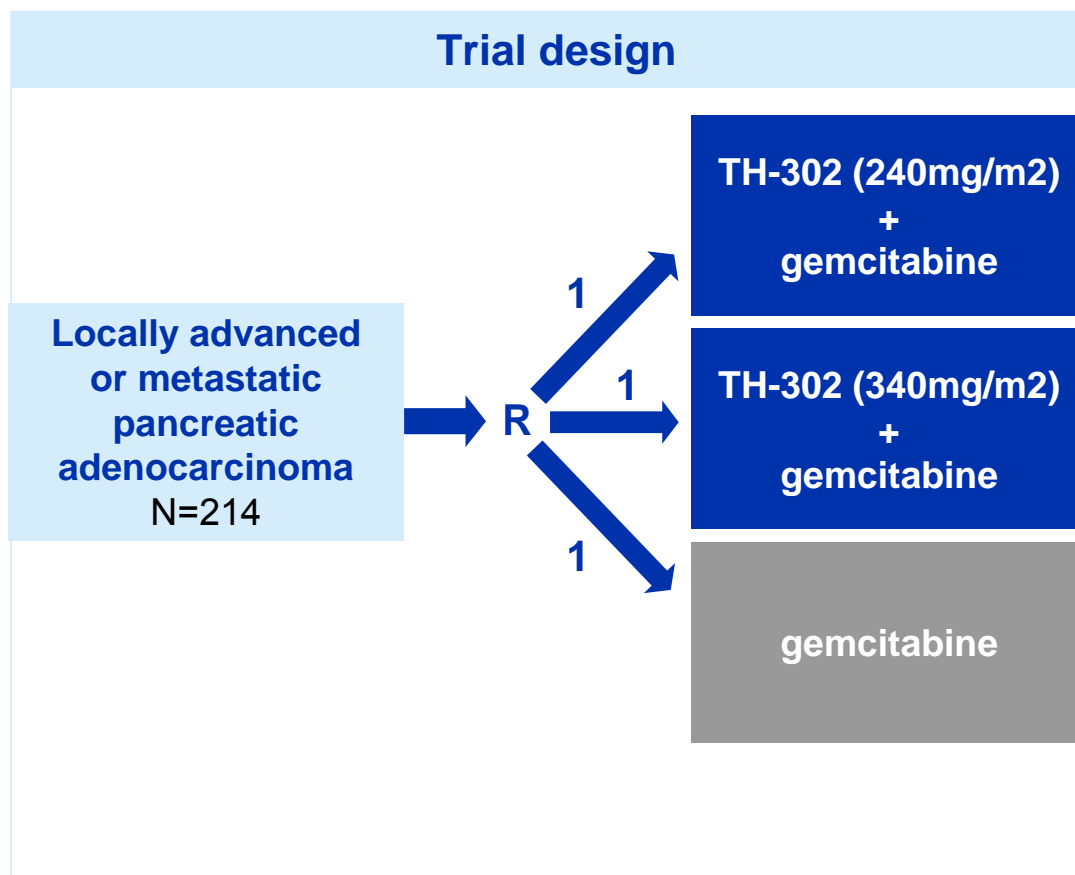 Trial design
Locally advanced
or metastatic
pancreatic
adenocarcinoma
N=214
R
1
1
1
TH-302 (240mg/m2)
+
gemcitabine
TH-302 (340mg/m2)
+
gemcitabine
gemcitabine